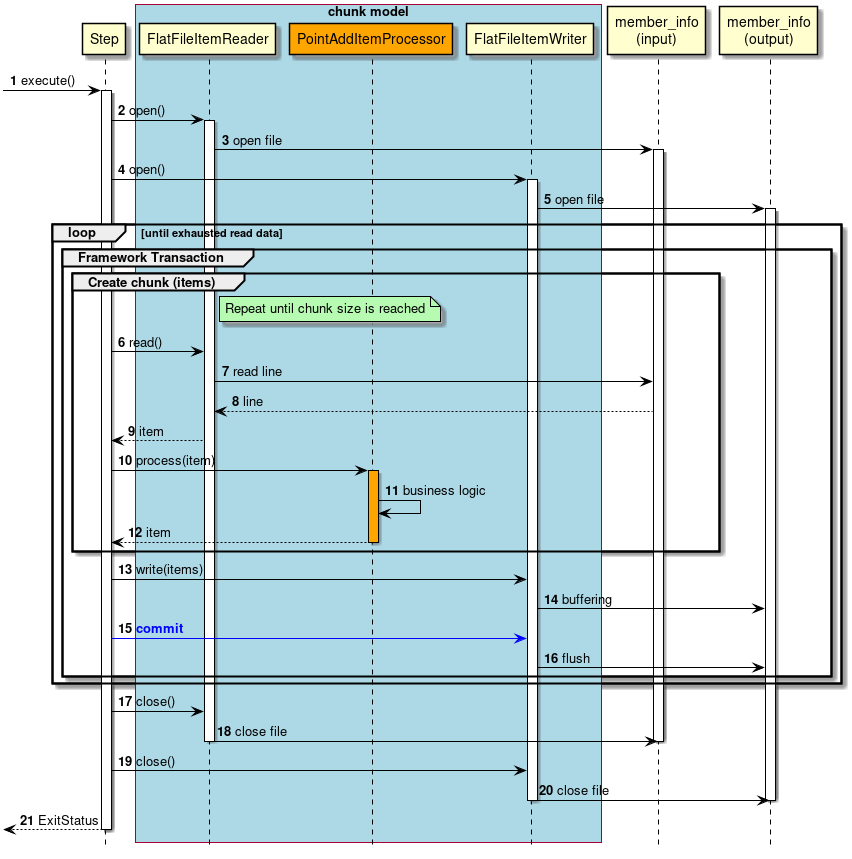 chunk model
Step
FlatFileItemReader
PointAddItemProcessor
FlatFileItemWriter
member_info
(input)
member_info
(output)
1 execute()
2 open()
3 open file
4 open()
5 open file
loop
[until exhausted read data]
Framework Transaction
Create chunk (items)
Repeat until chunk size is reached
6 read()
7 read line
8 line
9 item
10 process(item)
11 business logic
12 item
13 write(items)
14 buffering
15 commit
16 flush
17 close()
18 close file
19 close()
20 close file
21 ExitStatus